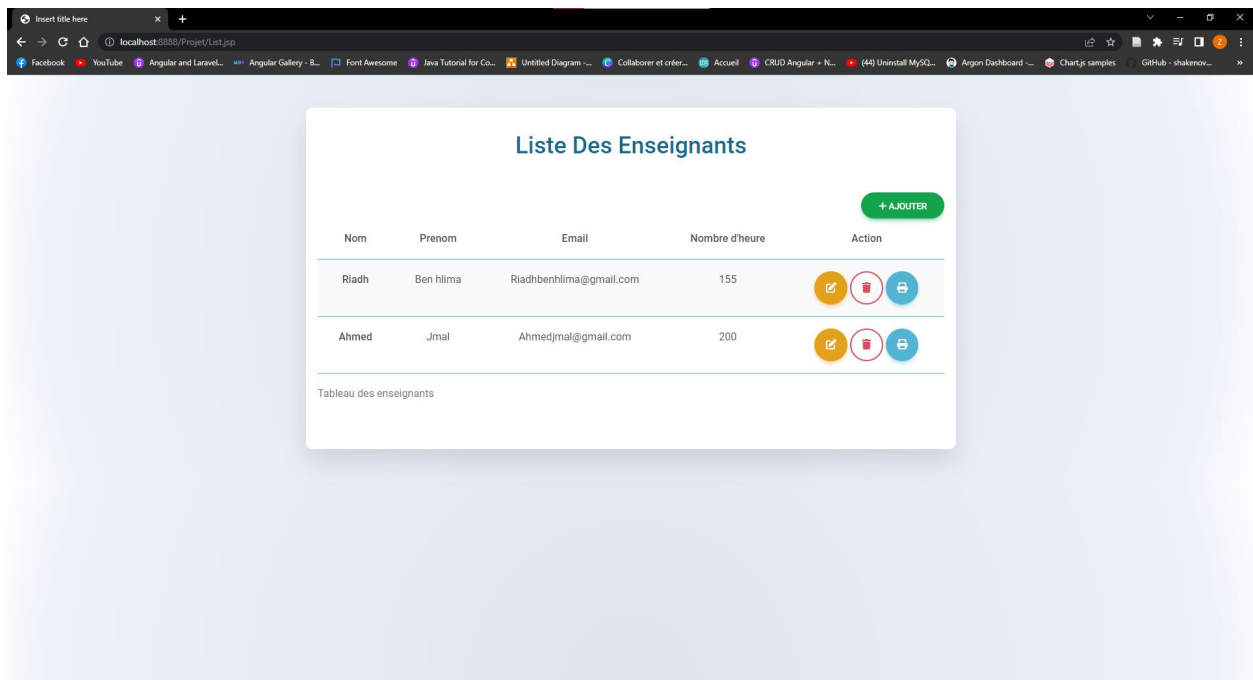 Insert title here
localhost:8888/Projet/List.jsp
Facebook YouTube Angular and Laravel... Angular Gallery - B... Font Awesome Java Tutorial for Co... Untitled Diagram -... Collaborer et créer... Accueil CRUD Angular + N... (44) Uninstall MySQ... Argon Dashboard -... Chart.js samples GitHub - shakenov... »
Liste Des Enseignants
+ AJOUTER
Nom Prenom Email Nombre d'heure Action
Riadh Ben hlima Riadhbenhlima@gmail.com 155
Ahmed Jmal Ahmedjmal@gmail.com 200
Tableau des enseignants